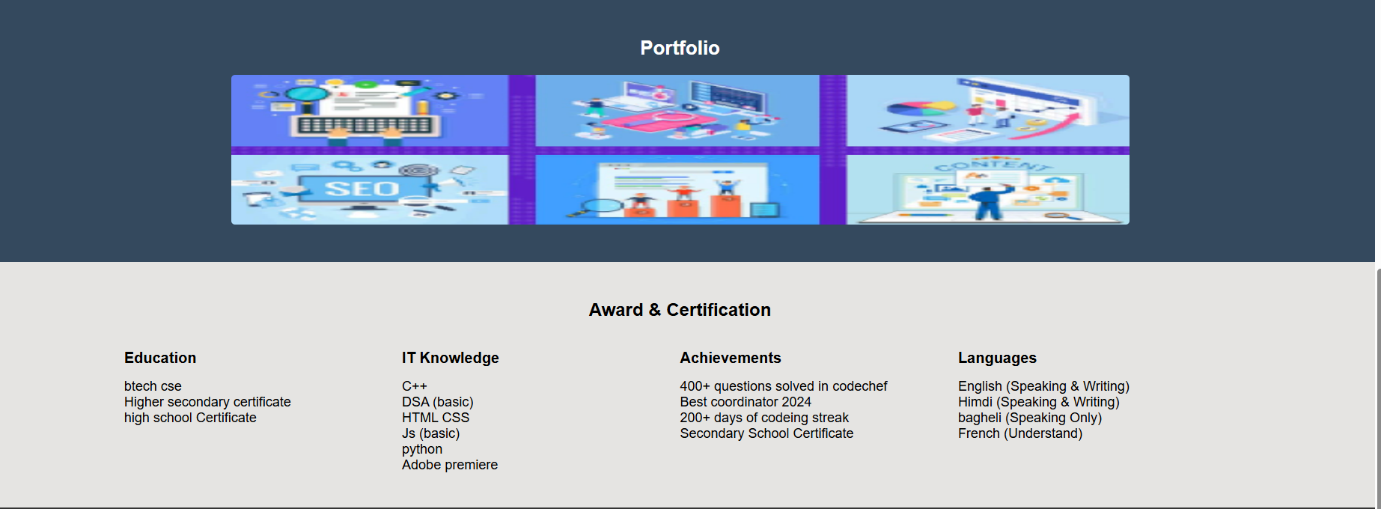 Portfolio
SEO
CONTENT
Award & Certification
Education
btech cse
Higher secondary certificate
high school Certificate
IT Knowledge
C++
DSA (basic)
HTML CSS
Js (basic)
python
Adobe premiere
Achievements
400+ questions solved in codechef
Best coordinator 2024
200+ days of codeing streak
Secondary School Certificate
Languages
English (Speaking & Writing)
Himdi (Speaking & Writing)
bagheli (Speaking Only)
French (Understand)